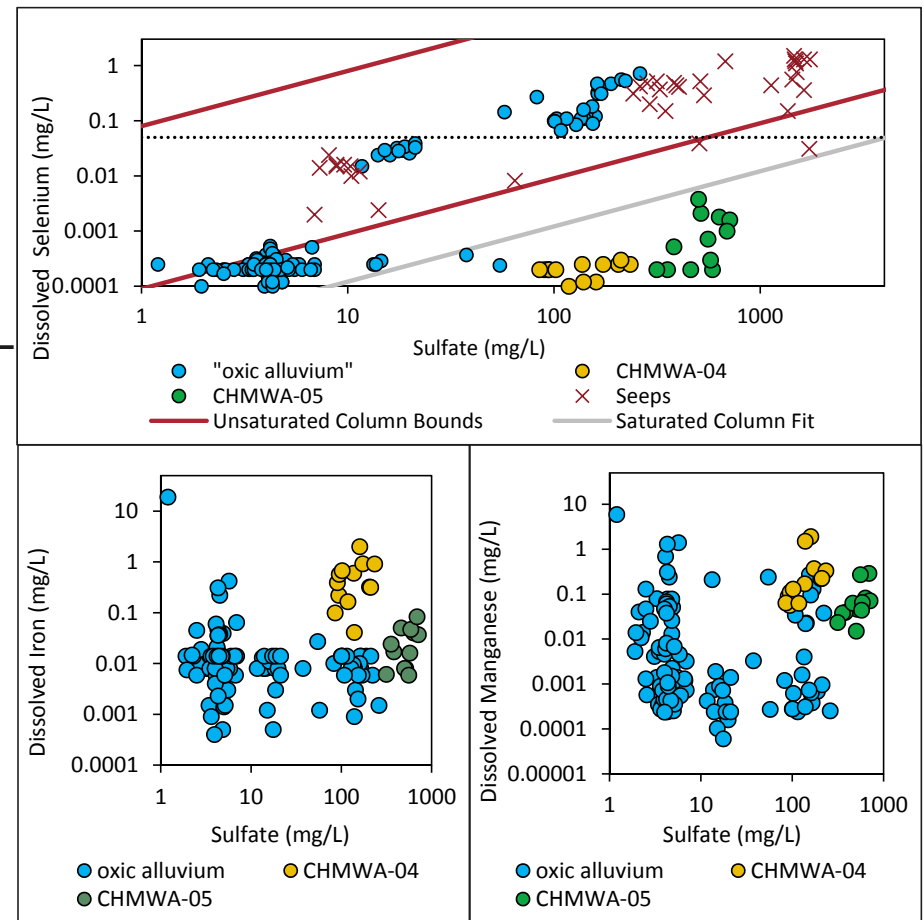 Dissolved Selenium (mg/L)
1
0.1
0.01
0.001
0.0001
1 10 100 1000
Sulfate (mg/L)
"oxic alluvium" CHMWA-04
CHMWA-05 Seeps
Unsaturated Column Bounds Saturated Column Fit
Dissolved Iron (mg/L)
10
1
0.1
0.01
0.001
0.0001
1 10 100 1000
Sulfate (mg/L)
oxic alluvium CHMWA-04
CHMWA-05
Dissolved Manganese (mg/L)
10
1
0.1
0.01
0.001
0.0001
0.00001
1 10 100 1000
Sulfate (mg/L)
oxic alluvium CHMWA-04
CHMWA-05